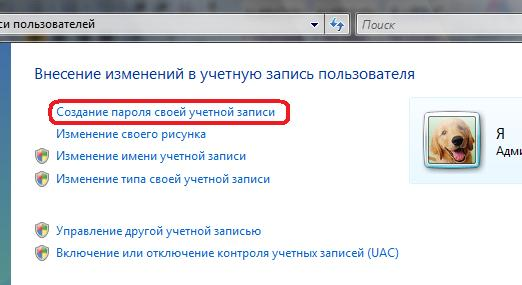 си пользователей
Поиск
Внесение изменений в учетную запись пользователя
Создание пароля своей учетной записи
Изменение своего рисунка
Изменение имени учетной записи
Изменение типа своей учетной записи
Я
Адми
Управление другой учетной записью
Включение или отключение контроля учетных записей (UAC)